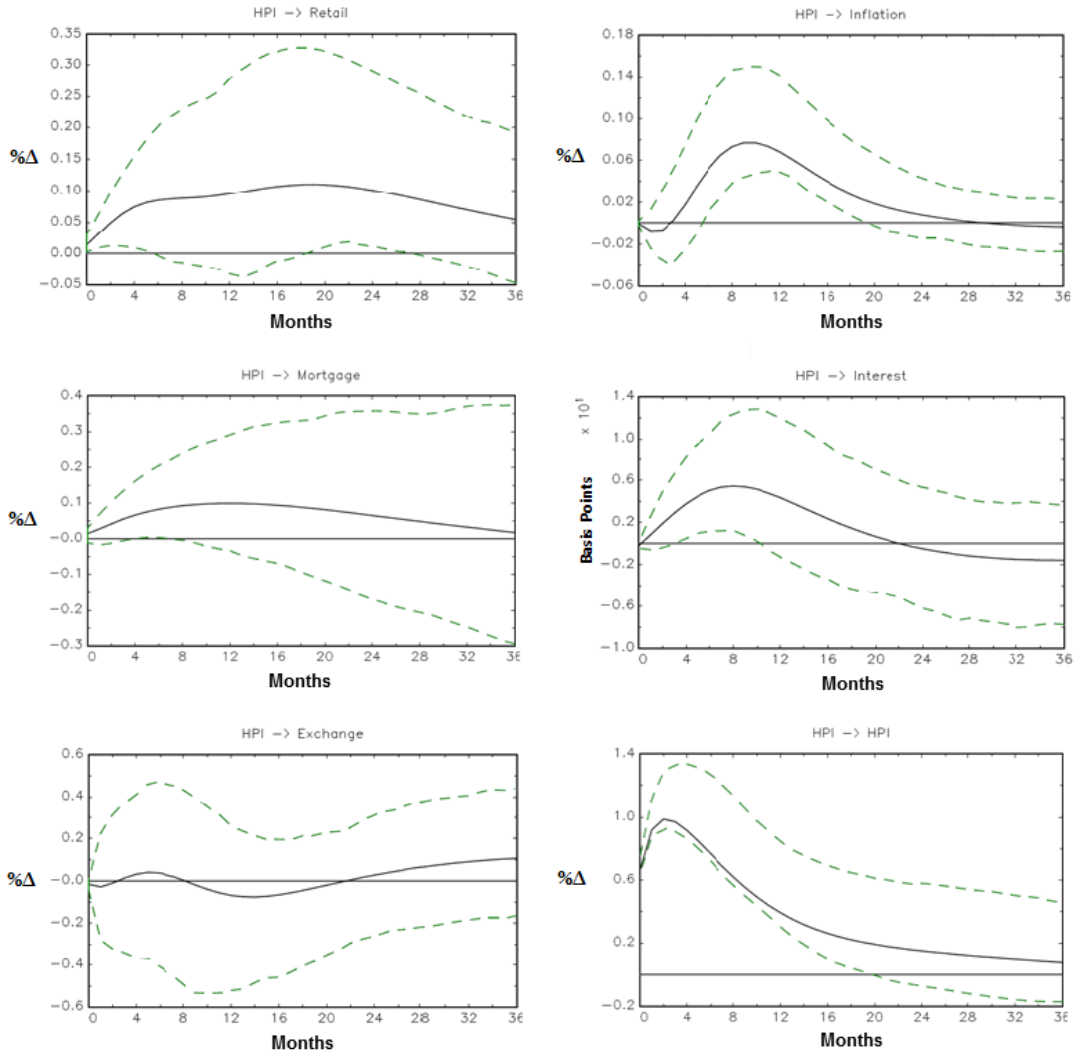 HPI -> Retail
0.35
0.30
0.25
0.20
0.15
0.10
0.05
0.00
-0.05
%Δ
0 4 8 12 16 20 24 28 32 36
Months
HPI -> Inflation
0.18
0.14
0.10
0.06
0.02
-0.02
-0.06
%Δ
0 4 8 12 16 20 24 28 32 36
Months
HPI -> Mortgage
0.4
0.3
0.2
0.1
-0.0
-0.1
-0.2
-0.3
%Δ
0 4 8 12 16 20 24 28 32 36
Months
HPI -> Interest
x 10¹
1.4
1.0
0.6
0.2
-0.2
-0.6
-1.0
Basis Points
0 4 8 12 16 20 24 28 32 36
Months
HPI -> Exchange
0.6
0.4
0.2
-0.0
-0.2
-0.4
-0.6
%Δ
0 4 8 12 16 20 24 28 32 36
Months
HPI -> HPI
1.4
1.0
0.6
0.2
-0.2
%Δ
0 4 8 12 16 20 24 28 32 36
Months